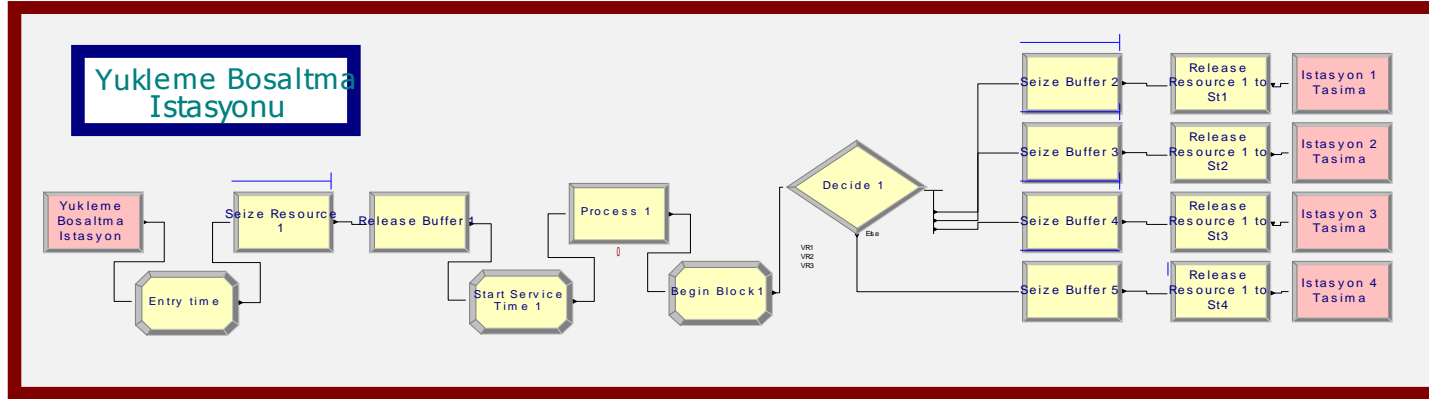 Yukleme Bosaltma
Istasyonu
Yukleme
Bosaltma
Istasyon
Entry time
Seize Resource
1
Release Buffer 1
Start Service
Time 1
Process 1
0
Begin Block1
Decide 1
Else
VR1
VR2
VR3
Seize Buffer 2
Release
Resource 1 to
St1
Istasyon 1
Tasima
Seize Buffer 3
Release
Resource 1 to
St2
Istasyon 2
Tasima
Seize Buffer 4
Release
Resource 1 to
St3
Istasyon 3
Tasima
Seize Buffer 5
Release
Resource 1 to
St4
Istasyon 4
Tasima